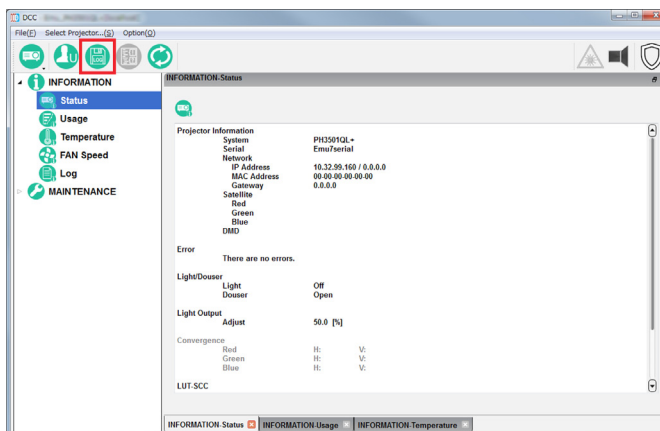 DCC
File(F) Select Projector...(S) Option(O)
U
LOG
INFORMATION
Status
Usage
Temperature
FAN Speed
Log
MAINTENANCE
INFORMATION-Status
Projector Information
System PH3501QL+
Serial Emu7serial
Network
IP Address 10.32.99.160 / 0.0.0.0
MAC Address 00-00-00-00-00-00
Gateway 0.0.0.0
Satellite
Red
Green
Blue
DMD
Error
There are no errors.
Light/Douser
Light Off
Douser Open
Light Output
Adjust 50.0 [%]
Convergence
Red H: V:
Green H: V:
Blue H: V:
LUT-SCC
INFORMATION-Status INFORMATION-Usage INFORMATION-Temperature